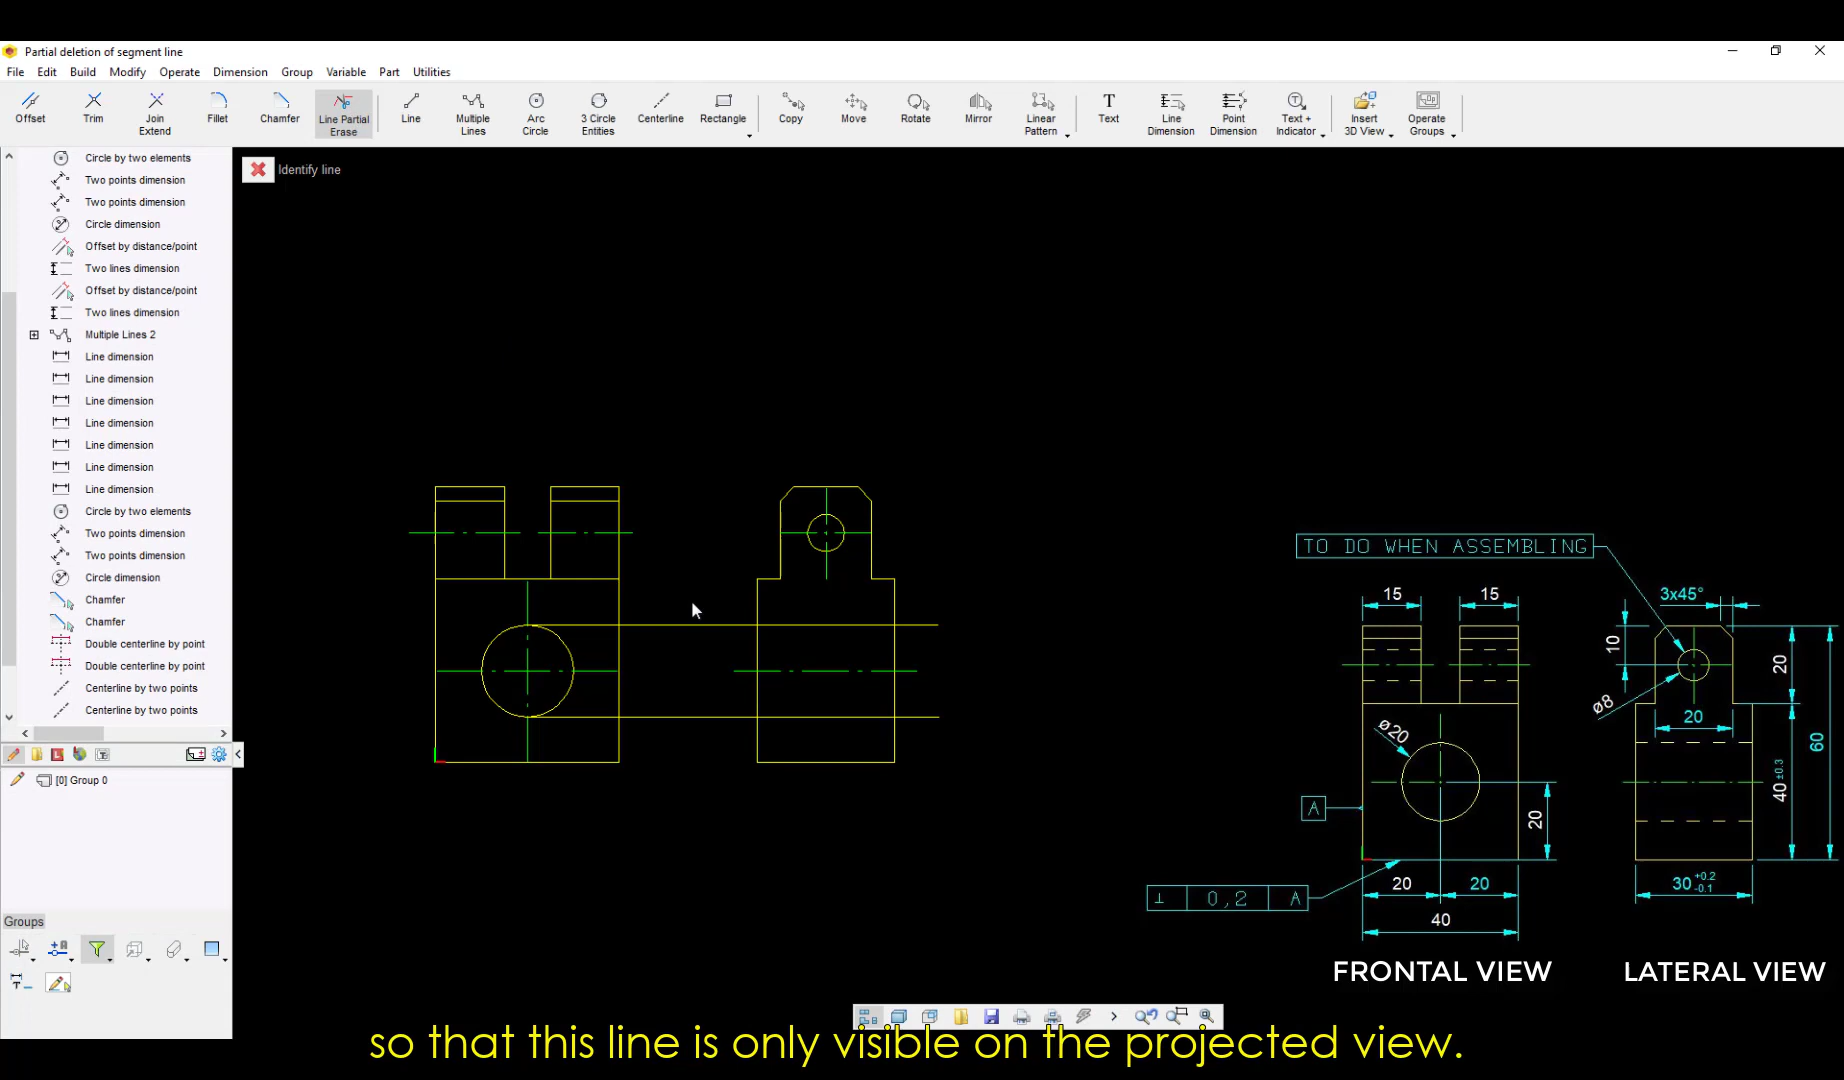 Partial deletion of segment line
File Edit Build Modify Operate Dimension Group Variable Part Utilities
Offset
Trim
Join Extend
Fillet
Chamfer
Line Partial Erase
Line
Multiple Lines
Arc Circle
3 Circle Entities
Centerline
Rectangle
Copy
Move
Rotate
Mirror
Linear Pattern
Text
Line Dimension
Point Dimension
Text + Indicator
Insert 3D View
Operate Groups
Identify line
Circle by two elements
Two points dimension
Two points dimension
Circle dimension
Offset by distance/point
Two lines dimension
Offset by distance/point
Two lines dimension
Multiple Lines 2
Line dimension
Line dimension
Line dimension
Line dimension
Line dimension
Line dimension
Line dimension
Circle by two elements
Two points dimension
Two points dimension
Circle dimension
Chamfer
Chamfer
Double centerline by point
Double centerline by point
Centerline by two points
Centerline by two points
[0] Group 0
Groups
TO DO WHEN ASSEMBLING
15
15
3x45°
10
20
ø8
20
60
ø20
40 ±0.3
A
20
⊥ 0,2 A
20
20
30 +0.2 -0.1
40
FRONTAL VIEW
LATERAL VIEW
so that this line is only visible on the projected view.